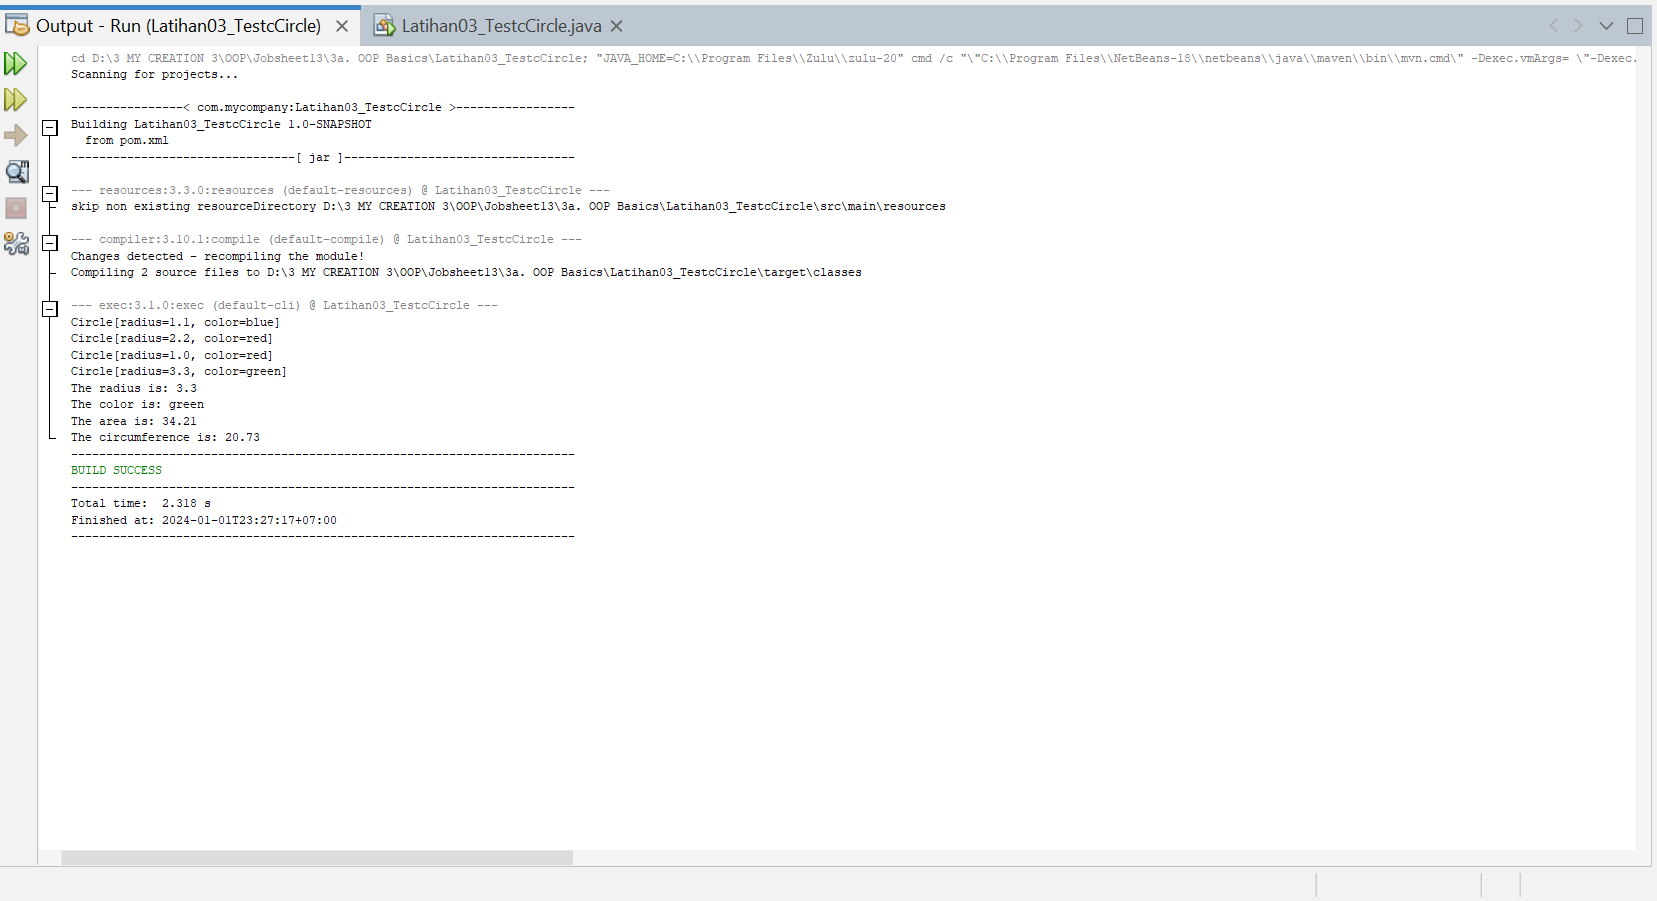 Output - Run (Latihan03_TestcCircle)
Latihan03_TestcCircle.java
cd D:\3 MY CREATION 3\OOP\Jobsheet13\3a. OOP Basics\Latihan03_TestcCircle; "JAVA_HOME=C:\\Program Files\\Zulu\\zulu-20" cmd /c "\"C:\\Program Files\\NetBeans-18\\netbeans\\java\\maven\\bin\\mvn.cmd\" -Dexec.vmArgs= \"-Dexec.
Scanning for projects...
----------------< com.mycompany:Latihan03_TestcCircle >-----------------
Building Latihan03_TestcCircle 1.0-SNAPSHOT
from pom.xml
--------------------------------[ jar ]---------------------------------
--- resources:3.3.0:resources (default-resources) @ Latihan03_TestcCircle ---
skip non existing resourceDirectory D:\3 MY CREATION 3\OOP\Jobsheet13\3a. OOP Basics\Latihan03_TestcCircle\src\main\resources
--- compiler:3.10.1:compile (default-compile) @ Latihan03_TestcCircle ---
Changes detected - recompiling the module!
Compiling 2 source files to D:\3 MY CREATION 3\OOP\Jobsheet13\3a. OOP Basics\Latihan03_TestcCircle\target\classes
--- exec:3.1.0:exec (default-cli) @ Latihan03_TestcCircle ---
Circle[radius=1.1, color=blue]
Circle[radius=2.2, color=red]
Circle[radius=1.0, color=red]
Circle[radius=3.3, color=green]
The radius is: 3.3
The color is: green
The area is: 34.21
The circumference is: 20.73
------------------------------------------------------------------------
BUILD SUCCESS
------------------------------------------------------------------------
Total time:  2.318 s
Finished at: 2024-01-01T23:27:17+07:00
------------------------------------------------------------------------